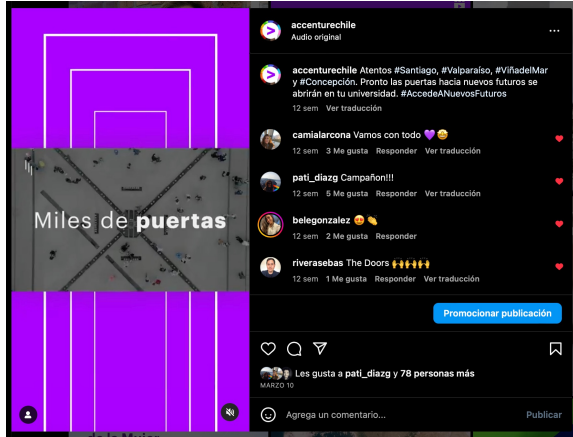 accenturechile
Audio original
accenturechile Atentos #Santiago, #Valparaíso, #ViñadelMar
y #Concepción. Pronto las puertas hacia nuevos futuros se
abrirán en tu universidad. #AccedeANuevosFuturos
12 sem Ver traducción
camialarcona Vamos con todo 💜🤩
12 sem 3 Me gusta Responder Ver traducción
pati_diazg Campañon!!!
12 sem 5 Me gusta Responder Ver traducción
belegonzalez 😍👏
12 sem 2 Me gusta Responder
riverasebas The Doors 🙌🙌🙌
12 sem 1 Me gusta Responder Ver traducción
Miles de puertas
Promocionar publicación
Les gusta a pati_diazg y 78 personas más
MARZO 10
Agrega un comentario...
Publicar
de la Mujer